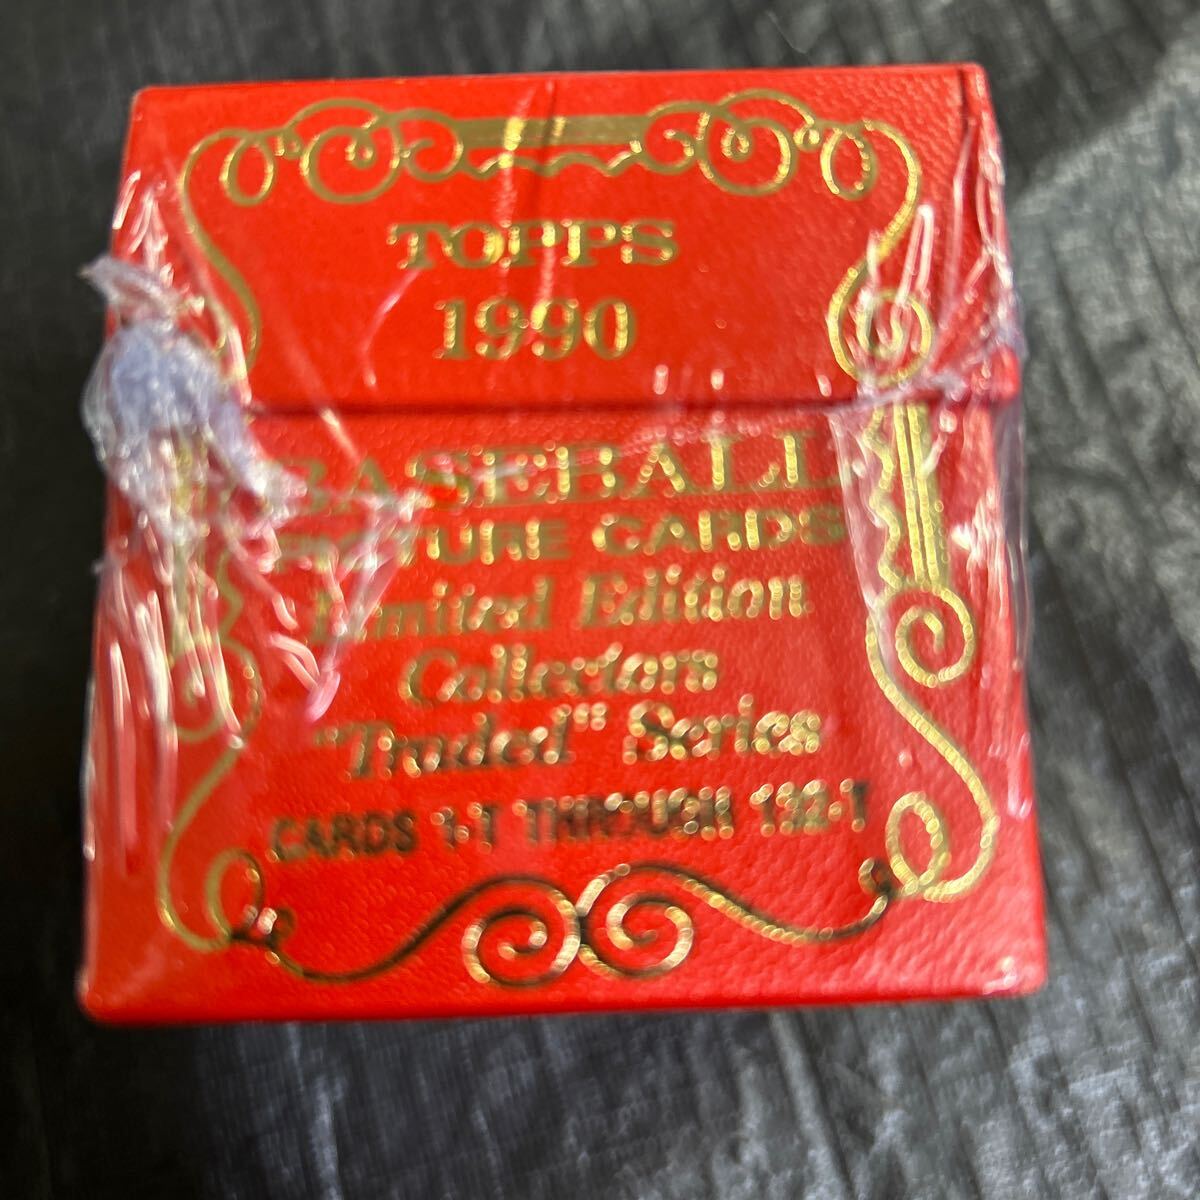 TOPPS
1990
BASEBALL
PICTURE CARDS
Limited Edition
Collectors
"Traded" Series
CARDS 1-T THROUGH 132-T